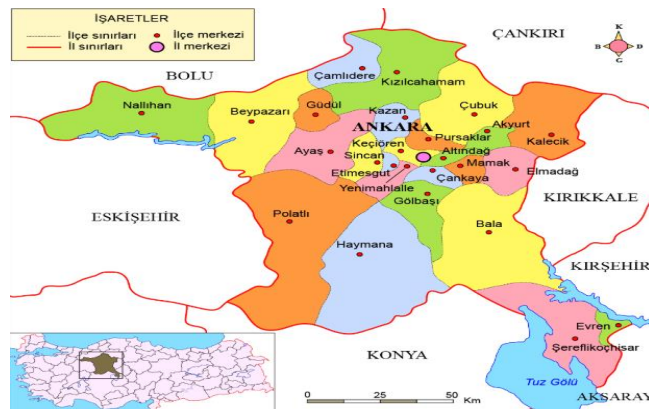 İŞARETLER
İlçe sınırları
İlçe merkezi
İl sınırları
İl merkezi
K
B D
G
ÇANKIRI
BOLU
Çamlıdere
Kızılcahamam
Nallıhan
Beypazarı
Güdül
Kazan
Çubuk
ANKARA
Akyurt
Pursaklar
Kalecik
Ayaş
Keçiören
Altındağ
Sincan
Mamak
Elmadağ
Etimesgut
Çankaya
Yenimahlalle
KIRIKKALE
Gölbaşı
ESKİŞEHİR
Polatlı
Bala
Haymana
KIRŞEHİR
Evren
Şereflikoçhisar
KONYA
Tuz Gölü
AKSARAY
0 25 50
Km